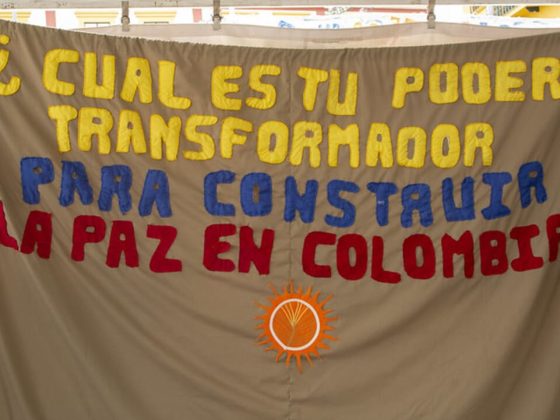 ¿CUAL ES TU PODER
TRANSFORMADOR
PARA CONSTRUIR
LA PAZ EN COLOMBIA